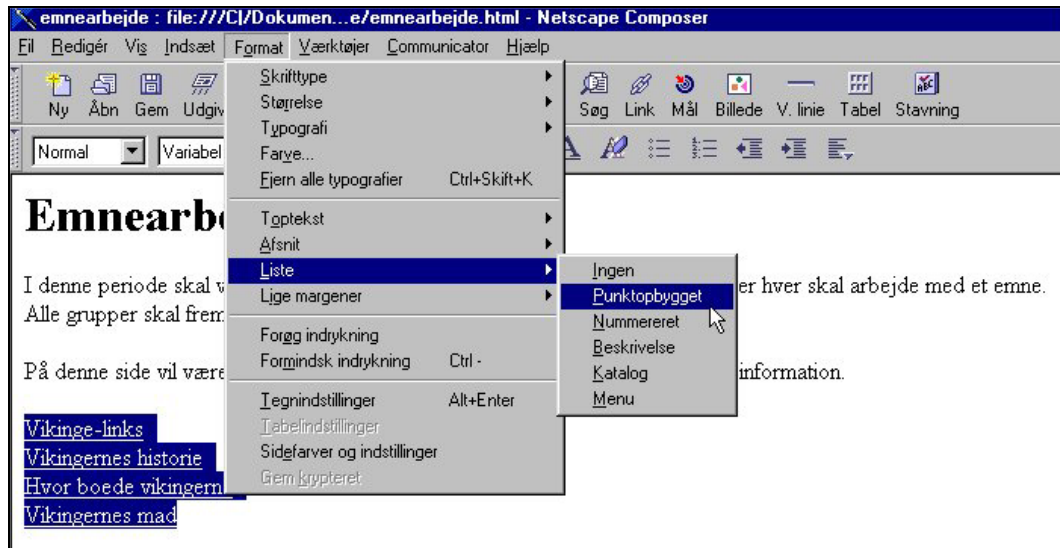 emnearbejde : file:///C|/Dokumen...e/emnearbejde.html - Netscape Composer
Fil Redigér Vis Indsæt Format Værktøjer Communicator Hjælp
Ny Åbn Gem Udgiv Søg Link Mål Billede V. linie Tabel Stavning
Normal Variabel
Skrifttype
Størrelse
Typografi
Farve...
Fjern alle typografier Ctrl+Skift+K
Toptekst
Afsnit
Liste
Lige margener
Forøg indrykning
Formindsk indrykning Ctrl -
Tegnindstillinger Alt+Enter
Tabelindstillinger
Sidefarver og indstillinger
Gem krypteret
Ingen
Punktopbygget
Nummereret
Beskrivelse
Katalog
Menu
Emnearb
I denne periode skal er hver skal arbejde med et emne.
Alle grupper skal frem
På denne side vil være information.
Vikinge-links
Vikingernes historie
Hvor boede vikingern
Vikingernes mad